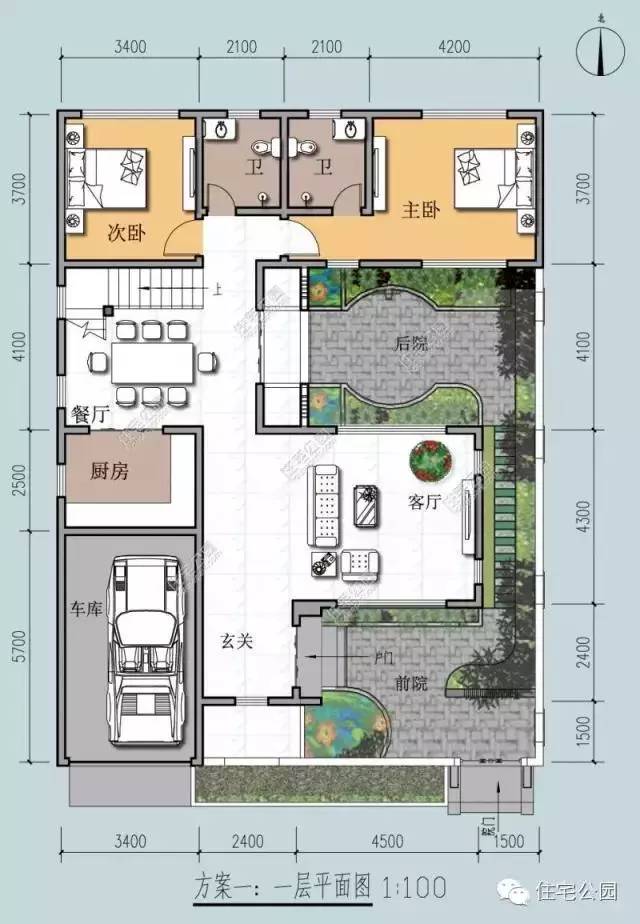 北
3400 2100 2100 4200
3700 3700
卫 卫
次卧 主卧
上
4100 4100
后院
餐厅
厨房
2500
客厅
4300
车库
5700
玄关
户门
前院
2400
1500
院门
3400 2400 4500 1500
方案一：一层平面图 1:100
住宅公园